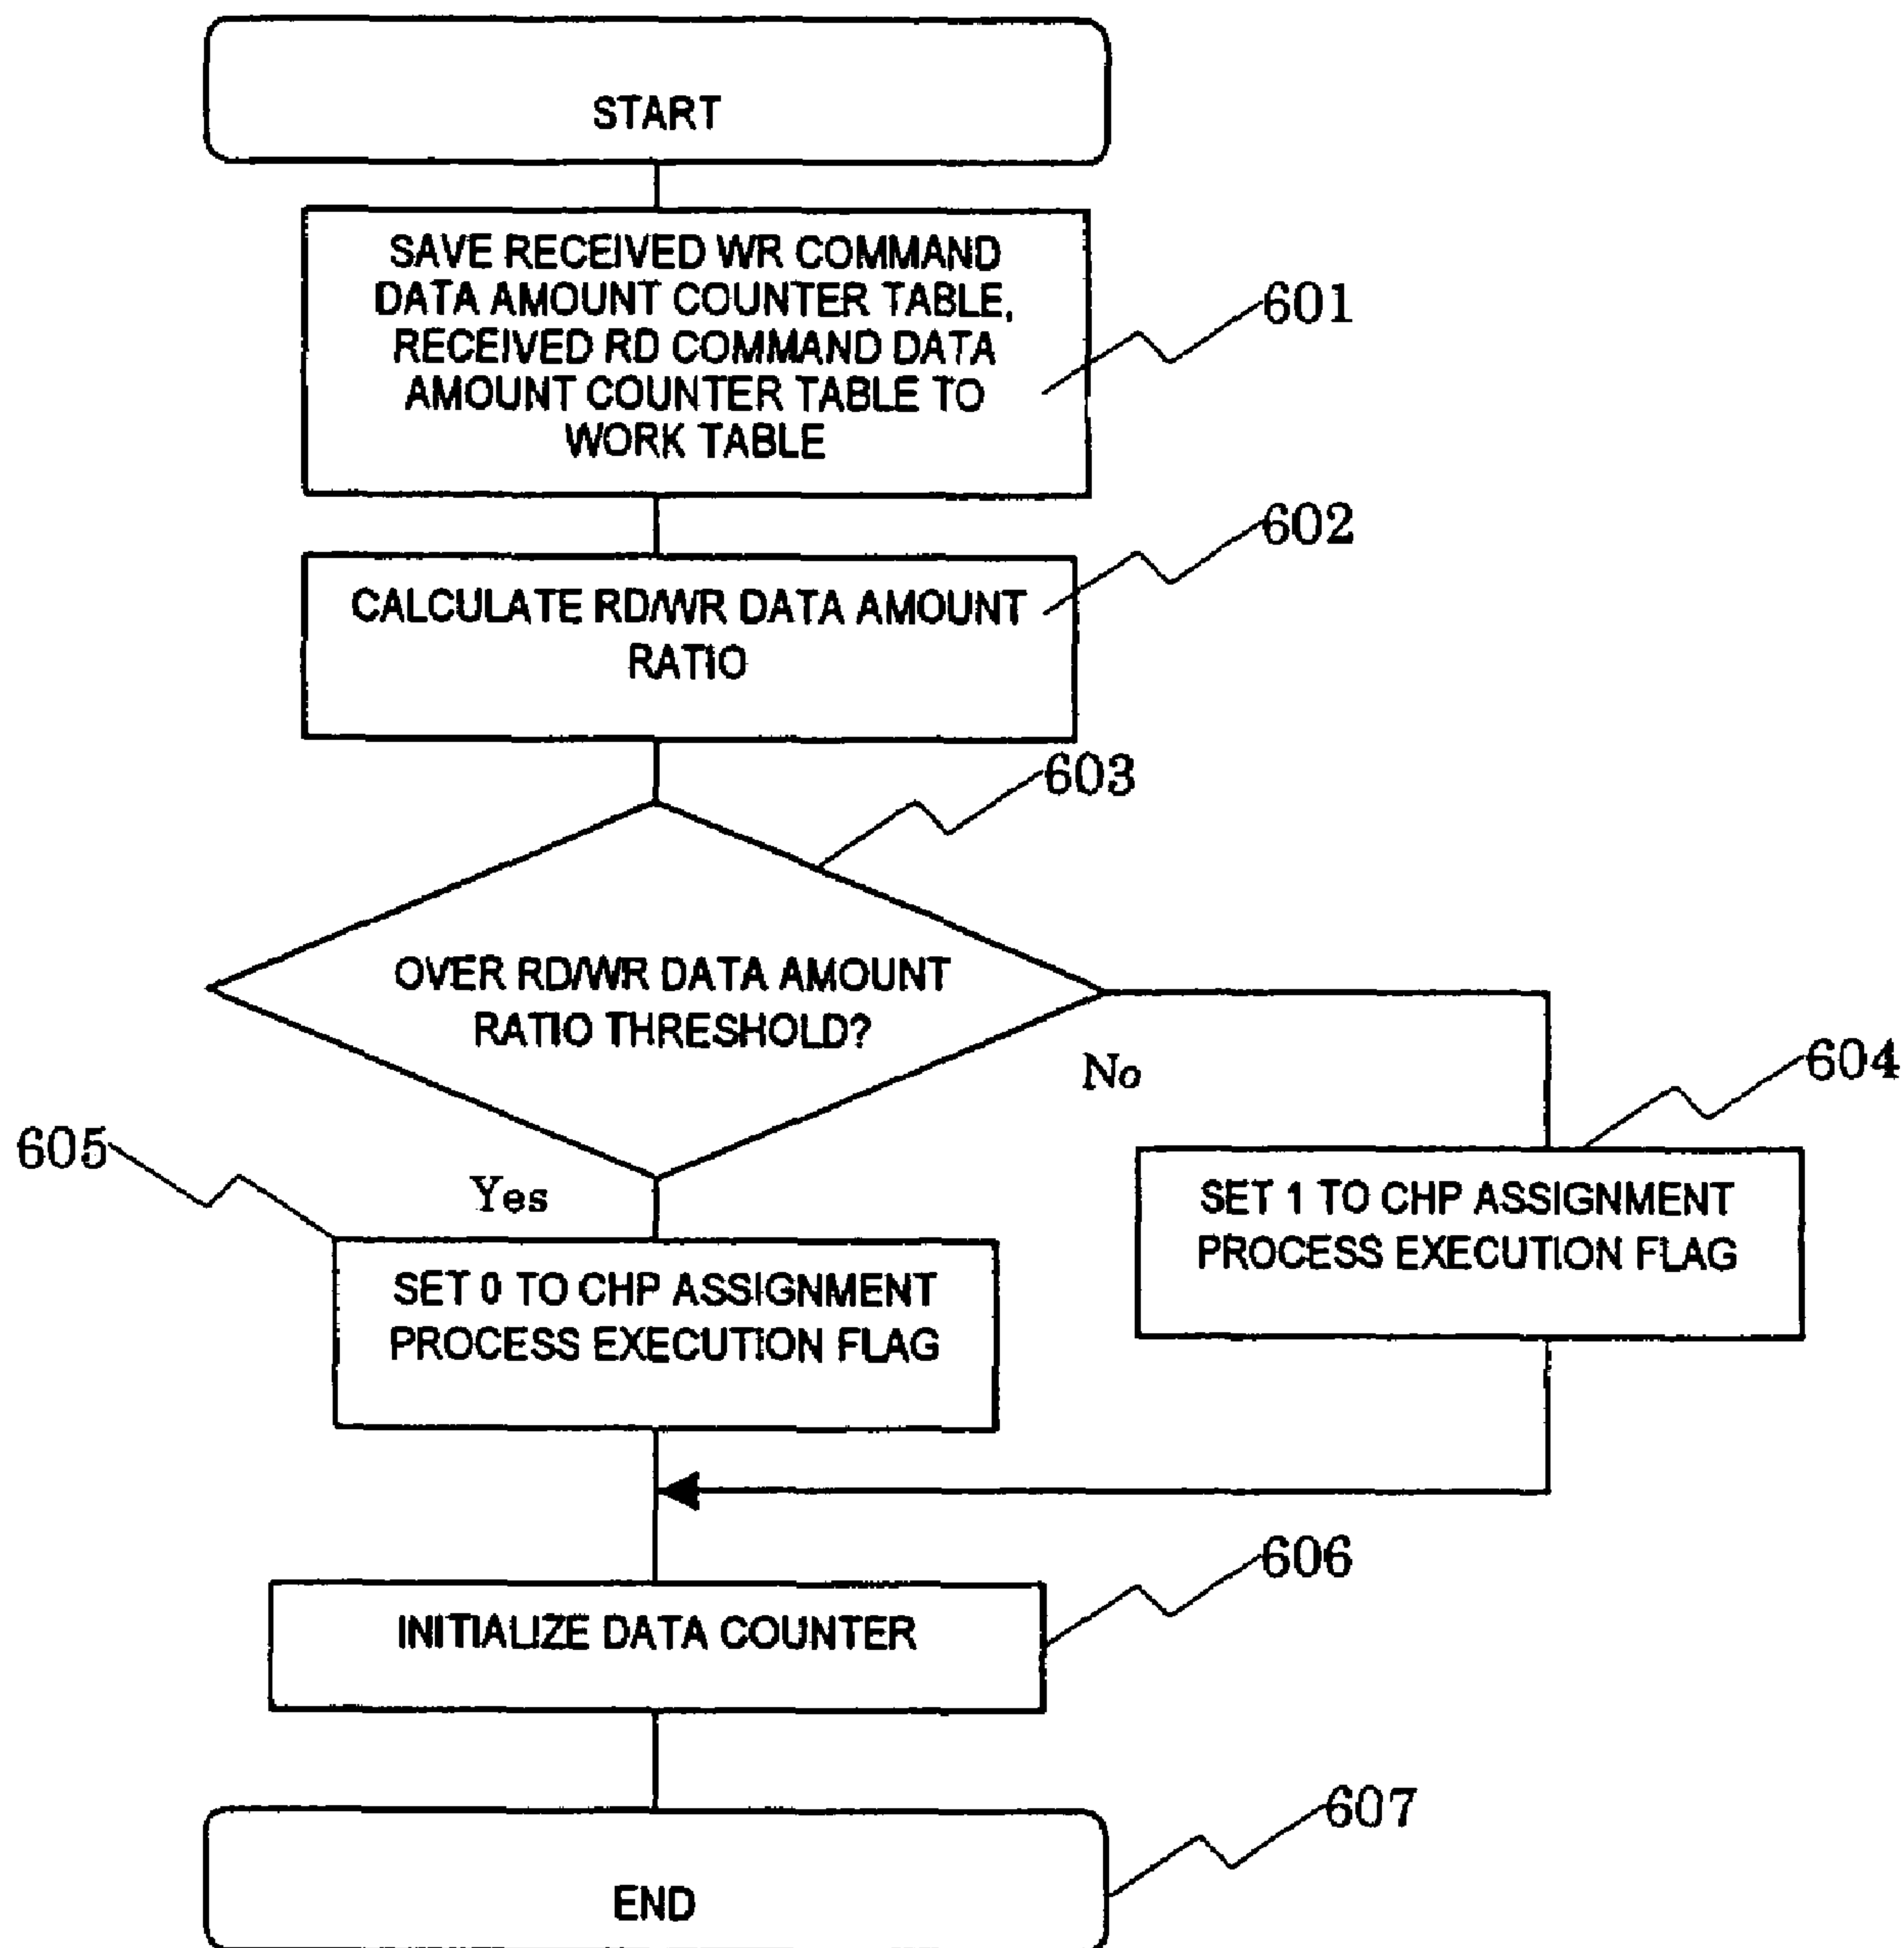 START
SAVE RECEIVED WR COMMAND
DATA AMOUNT COUNTER TABLE,
RECEIVED RD COMMAND DATA
AMOUNT COUNTER TABLE TO
WORK TABLE
601
602
CALCULATE RD/WR DATA AMOUNT
RATIO
603
OVER RD/WR DATA AMOUNT
RATIO THRESHOLD?
No
604
605
Yes
SET 1 TO CHP ASSIGNMENT
PROCESS EXECUTION FLAG
SET 0 TO CHP ASSIGNMENT
PROCESS EXECUTION FLAG
606
INITIALIZE DATA COUNTER
607
END